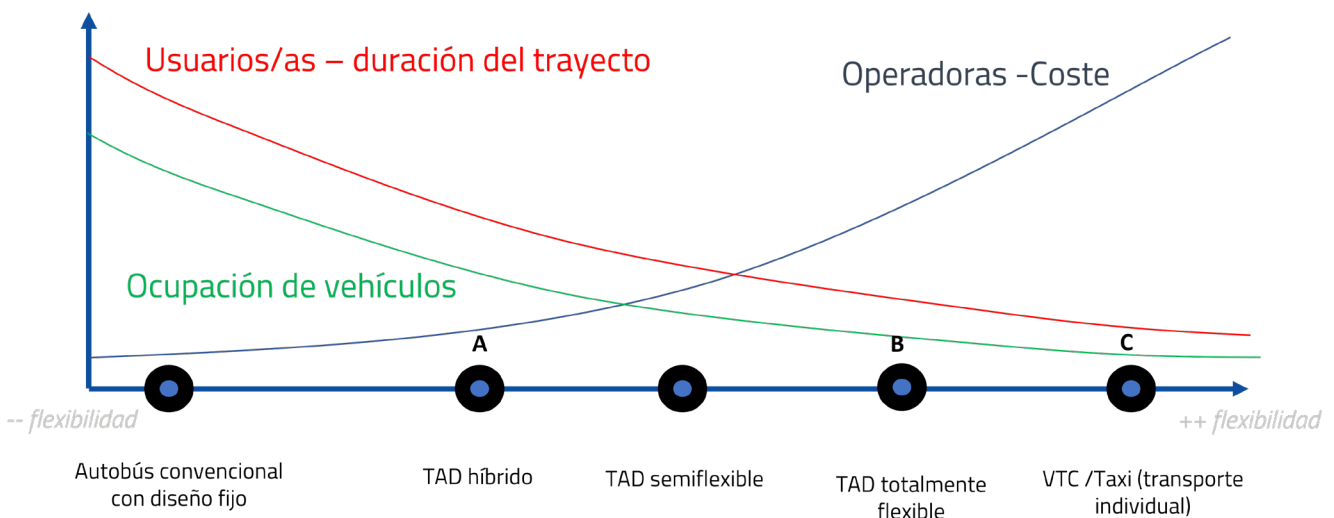 Usuarios/as – duración del trayecto
Operadoras -Coste
Ocupación de vehículos
A
B
C
-- flexibilidad
++ flexibilidad
Autobús convencional
con diseño fijo
TAD híbrido
TAD semiflexible
TAD totalmente
flexible
VTC /Taxi (transporte
individual)